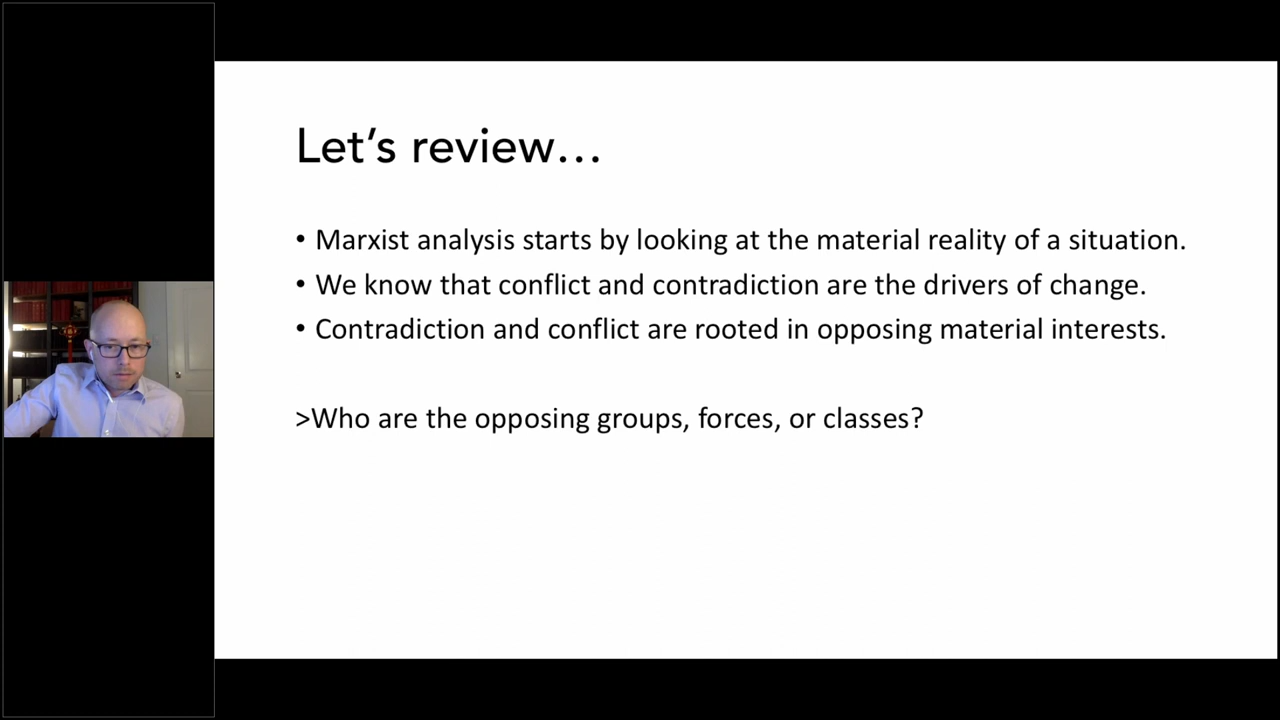 Let’s review…
• Marxist analysis starts by looking at the material reality of a situation.
• We know that conflict and contradiction are the drivers of change.
• Contradiction and conflict are rooted in opposing material interests.
>Who are the opposing groups, forces, or classes?